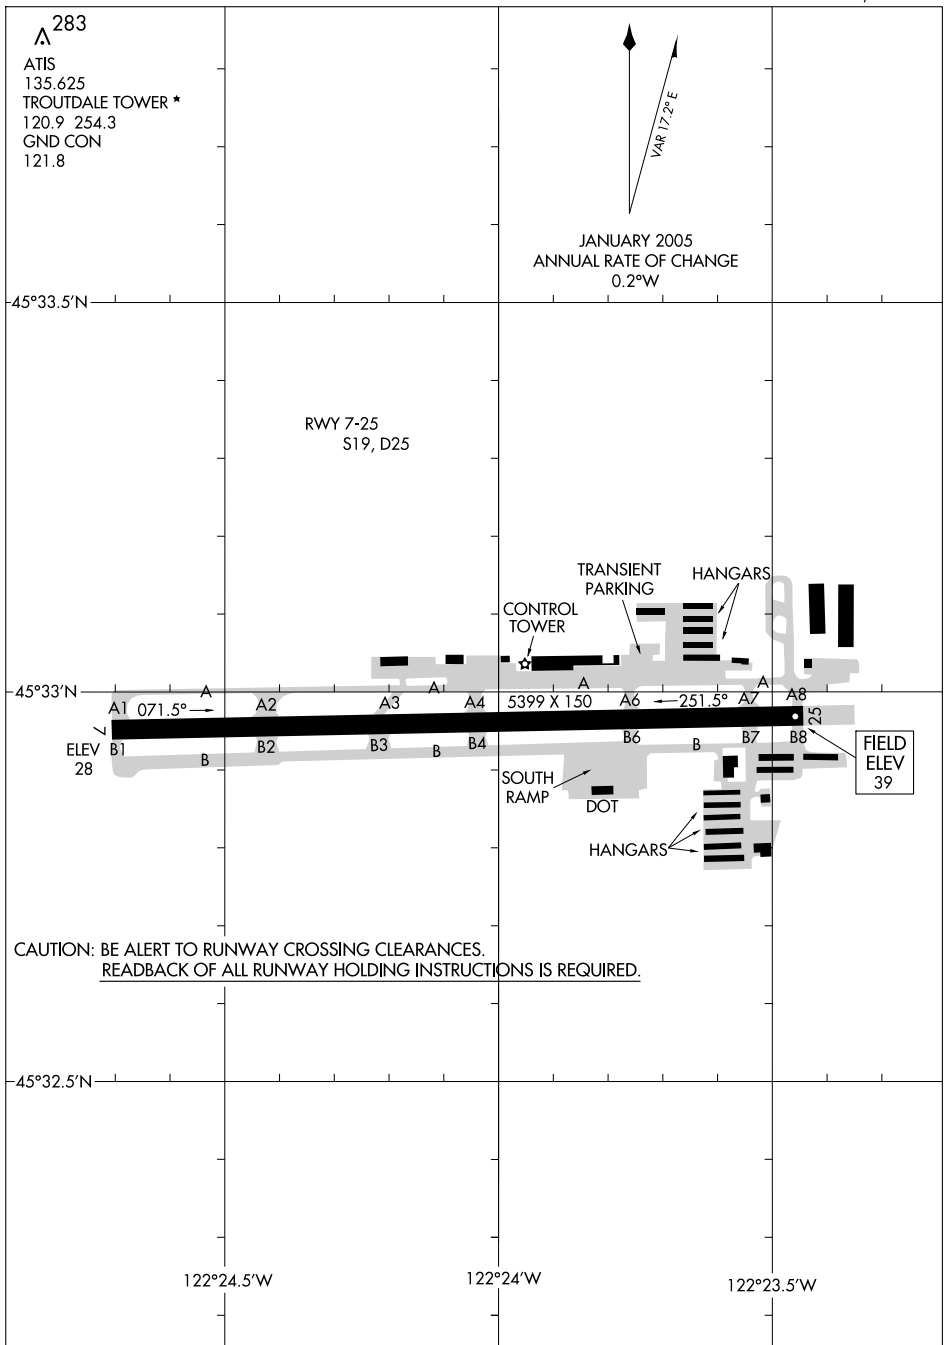 283
ATIS
135.625
TROUTDALE TOWER *
120.9 254.3
GND CON
121.8
VAR 17.2° E
JANUARY 2005
ANNUAL RATE OF CHANGE
0.2°W
45°33.5'N
RWY 7-25
S19, D25
TRANSIENT
PARKING
HANGARS
CONTROL
TOWER
45°33'N
A
A
A
A
A1
071.5°
A2
A3
A4
5399 X 150
A6
251.5°
A7
A8
7
25
ELEV
28
B1
B
B2
B3
B
B4
B6
B
B7
B8
FIELD
ELEV
39
SOUTH
RAMP
DOT
HANGARS
CAUTION: BE ALERT TO RUNWAY CROSSING CLEARANCES.
READBACK OF ALL RUNWAY HOLDING INSTRUCTIONS IS REQUIRED.
45°32.5'N
122°24.5'W
122°24'W
122°23.5'W